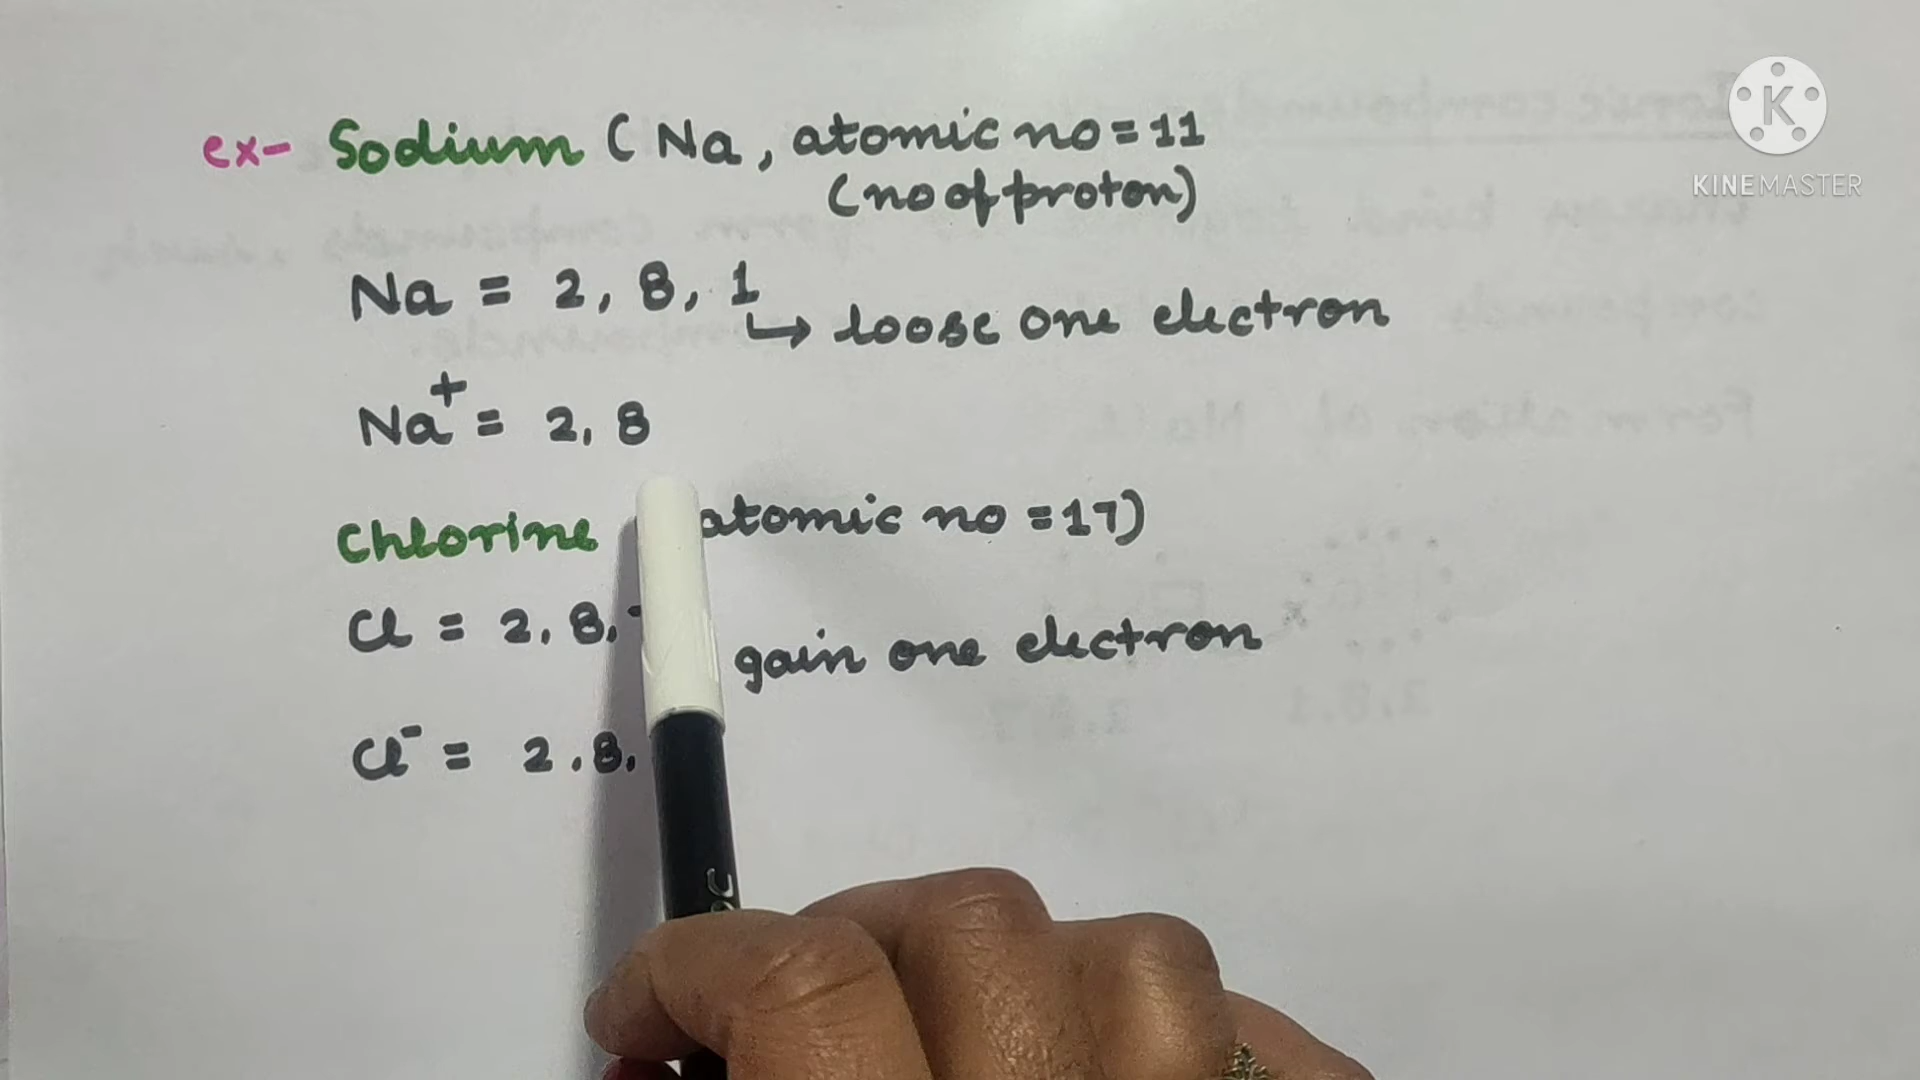 ex- Sodium ( Na, atomic no = 11
(no of proton)
Na = 2, 8, 1
↳ loose one electron
Na⁺ = 2, 8
Chlorine atomic no = 17)
Cl = 2, 8,
gain one electron
Cl⁻ = 2, 8,
K
KINEMASTER